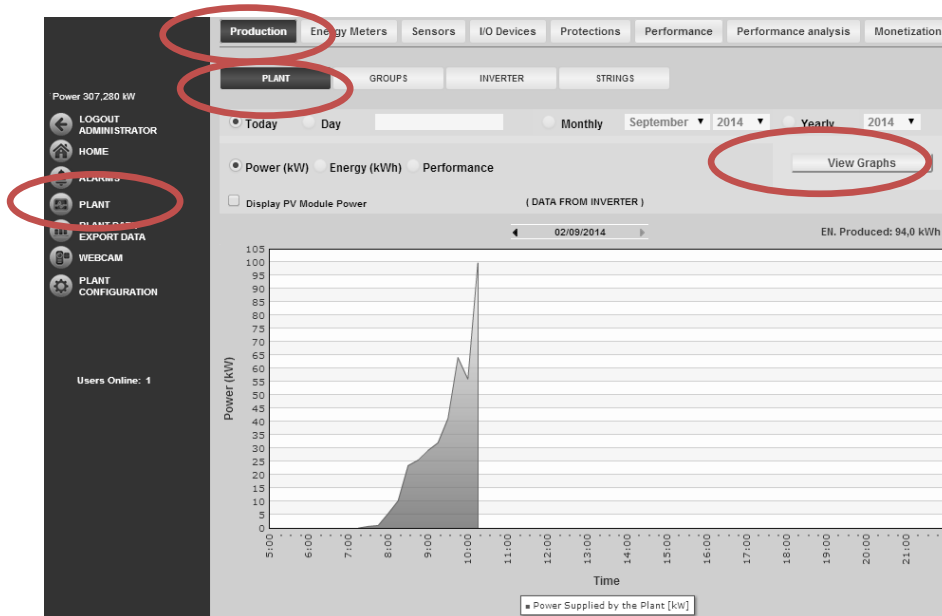 Production Energy Meters Sensors I/O Devices Protections Performance Performance analysis Monetization
PLANT GROUPS INVERTER STRINGS
Power 307,280 kW
LOGOUT
ADMINISTRATOR
HOME
ALARMS
PLANT
PLANT DATA
EXPORT DATA
WEBCAM
PLANT
CONFIGURATION
Users Online: 1
Today Day Monthly September 2014 Yearly 2014
Power (kW) Energy (kWh) Performance View Graphs
Display PV Module Power ( DATA FROM INVERTER )
02/09/2014 EN. Produced: 94,0 kWh
Power (kW)
105
100
95
90
85
80
75
70
65
60
55
50
45
40
35
30
25
20
15
10
5
0
5:00 6:00 7:00 8:00 9:00 10:00 11:00 12:00 13:00 14:00 15:00 16:00 17:00 18:00 19:00 20:00 21:00
Time
Power Supplied by the Plant [kW]